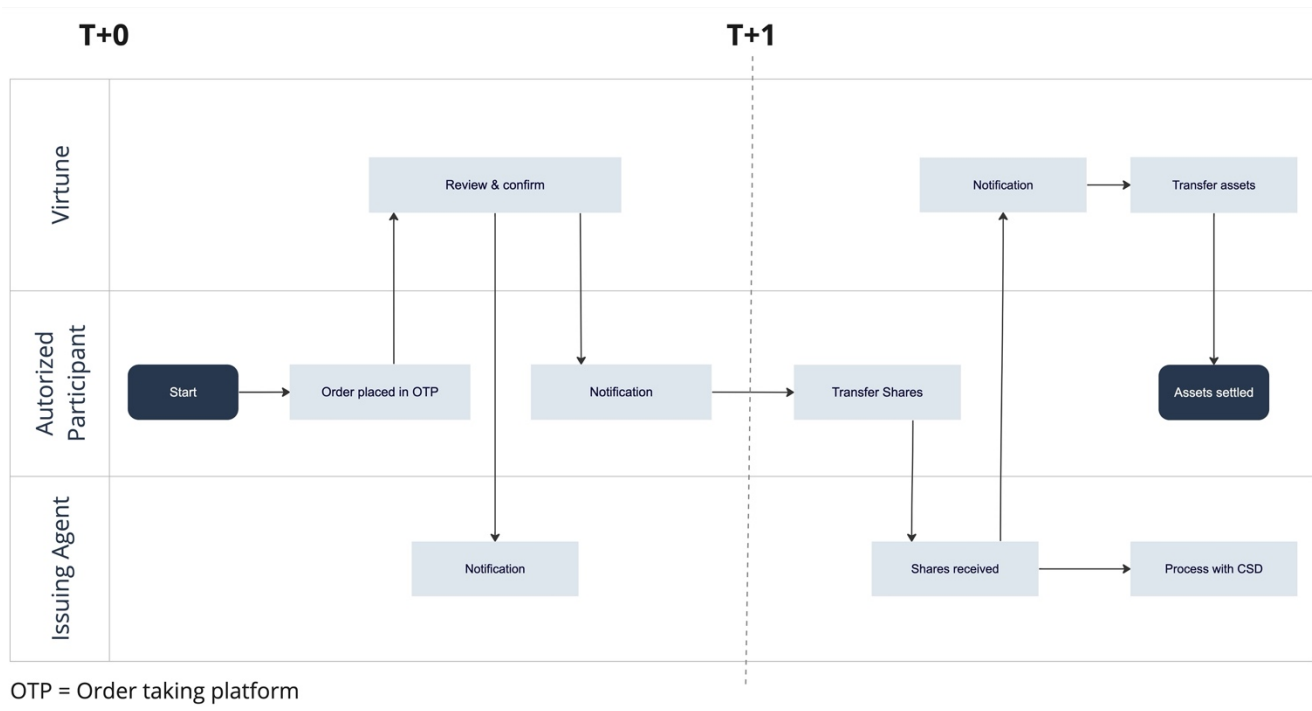 T+0
T+1
Virtune
Review & confirm
Notification
Transfer assets
Autorized
Participant
Start
Order placed in OTP
Notification
Transfer Shares
Assets settled
Issuing Agent
Notification
Shares received
Process with CSD
OTP = Order taking platform